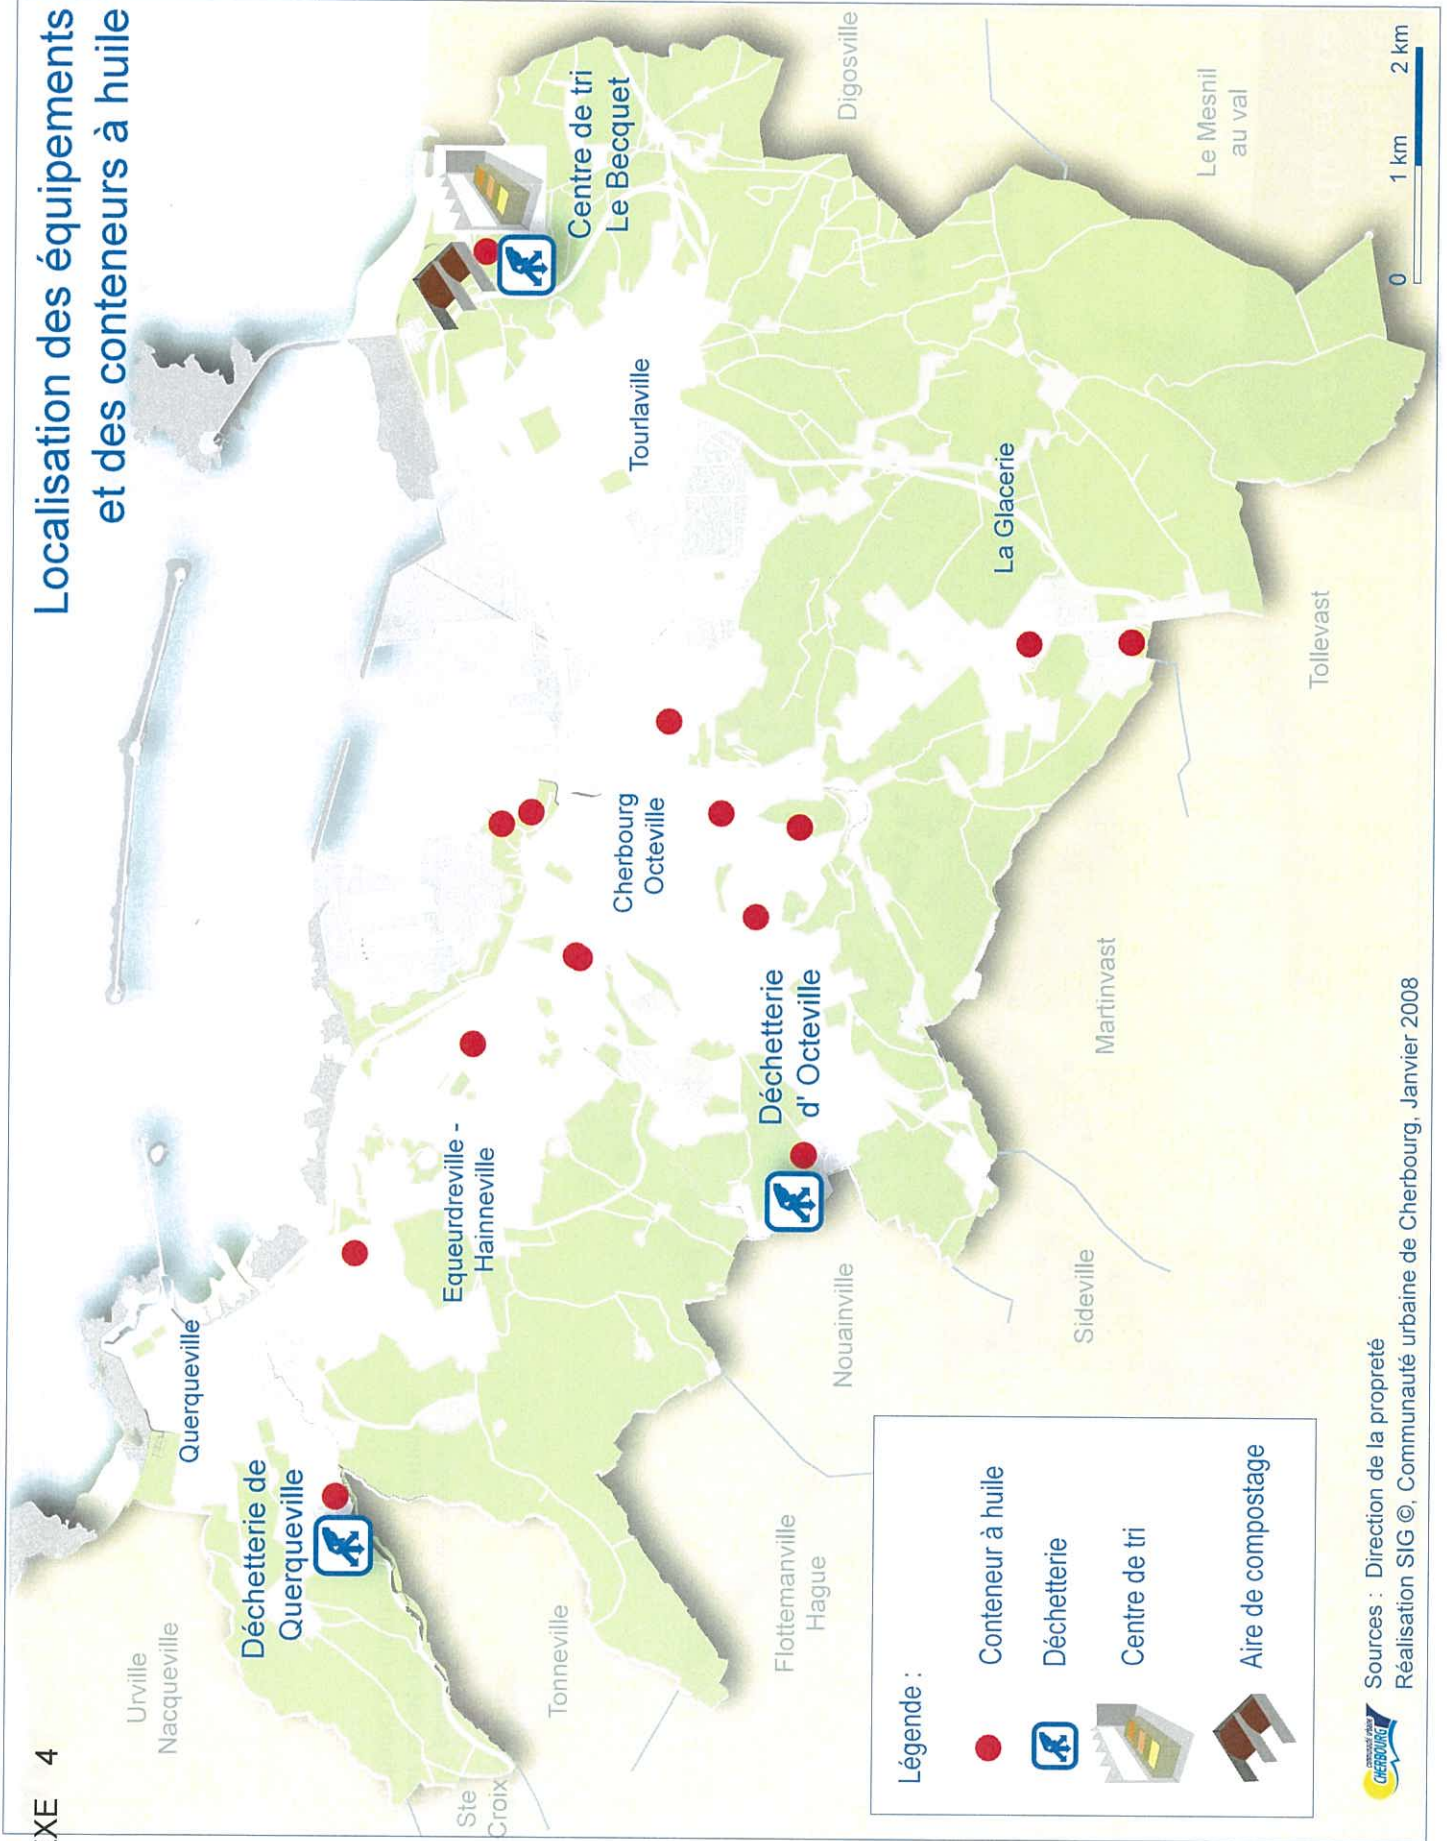 XE 4
Localisation des équipements
et des conteneurs à huile
Urville
Nacqueville
Querqueville
Déchetterie de
Querqueville
Ste
Croix
Tonneville
Equeurdreville -
Hainneville
Cherbourg
Octeville
Tourlaville
Centre de tri
Le Becquet
Digosville
Flottemanville
Hague
Nouainville
Déchetterie
d' Octeville
La Glacerie
Le Mesnil
au val
Sideville
Martinvast
Tollevast
Légende :
Conteneur à huile
Déchetterie
Centre de tri
Aire de compostage
0 1 km 2 km
communauté urbaine
CHERBOURG
Sources : Direction de la propreté
Réalisation SIG ©, Communauté urbaine de Cherbourg, Janvier 2008